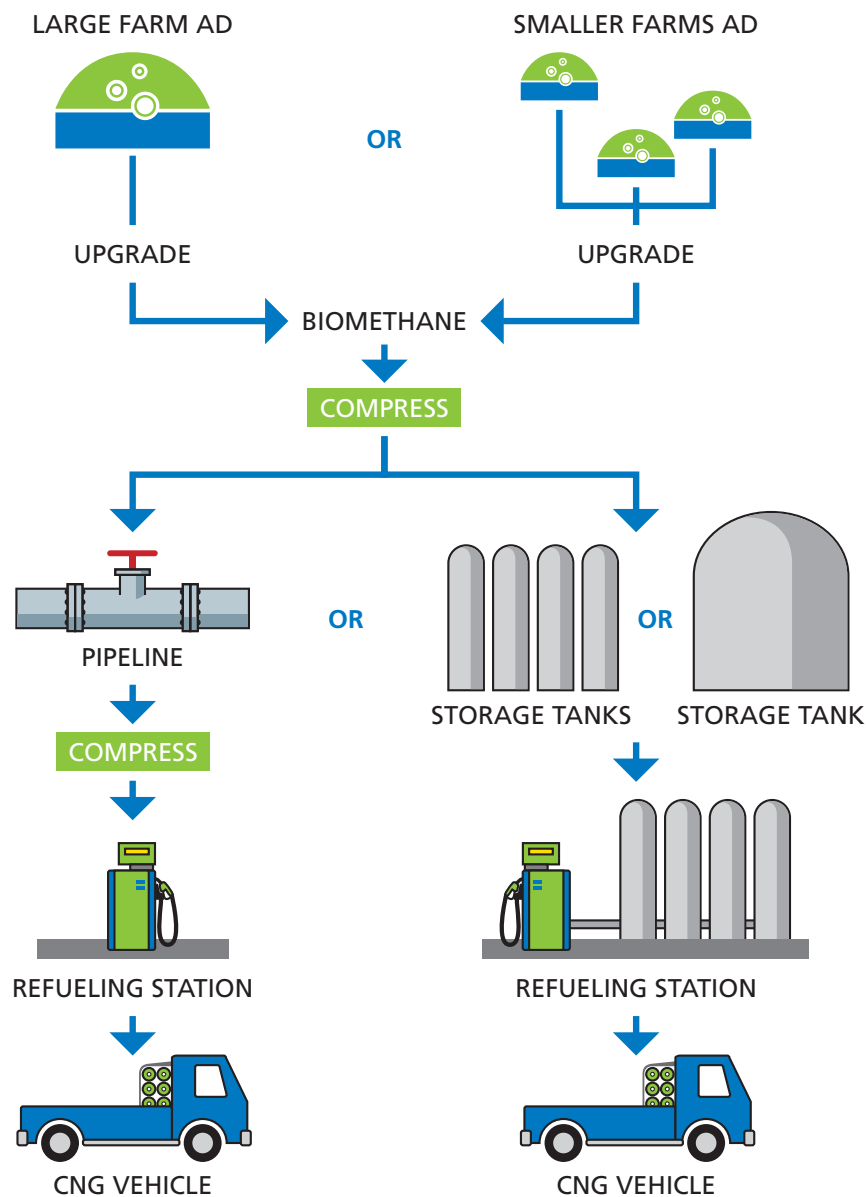 LARGE FARM AD
SMALLER FARMS AD
OR
UPGRADE
UPGRADE
BIOMETHANE
COMPRESS
OR
OR
PIPELINE
STORAGE TANKS
STORAGE TANK
COMPRESS
REFUELING STATION
REFUELING STATION
CNG VEHICLE
CNG VEHICLE